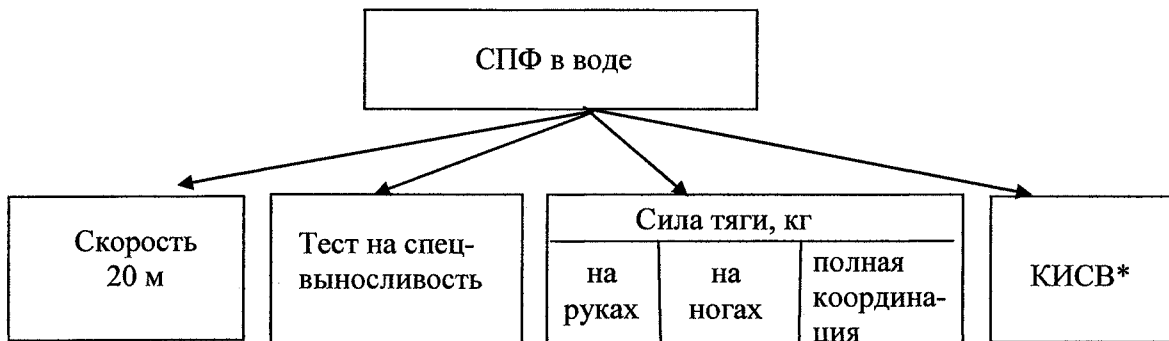 СПФ в воде
Скорость
20 м
Тест на спец-
выносливость
Сила тяги, кг
на
руках
на
ногах
полная
координа-
ция
КИСВ*